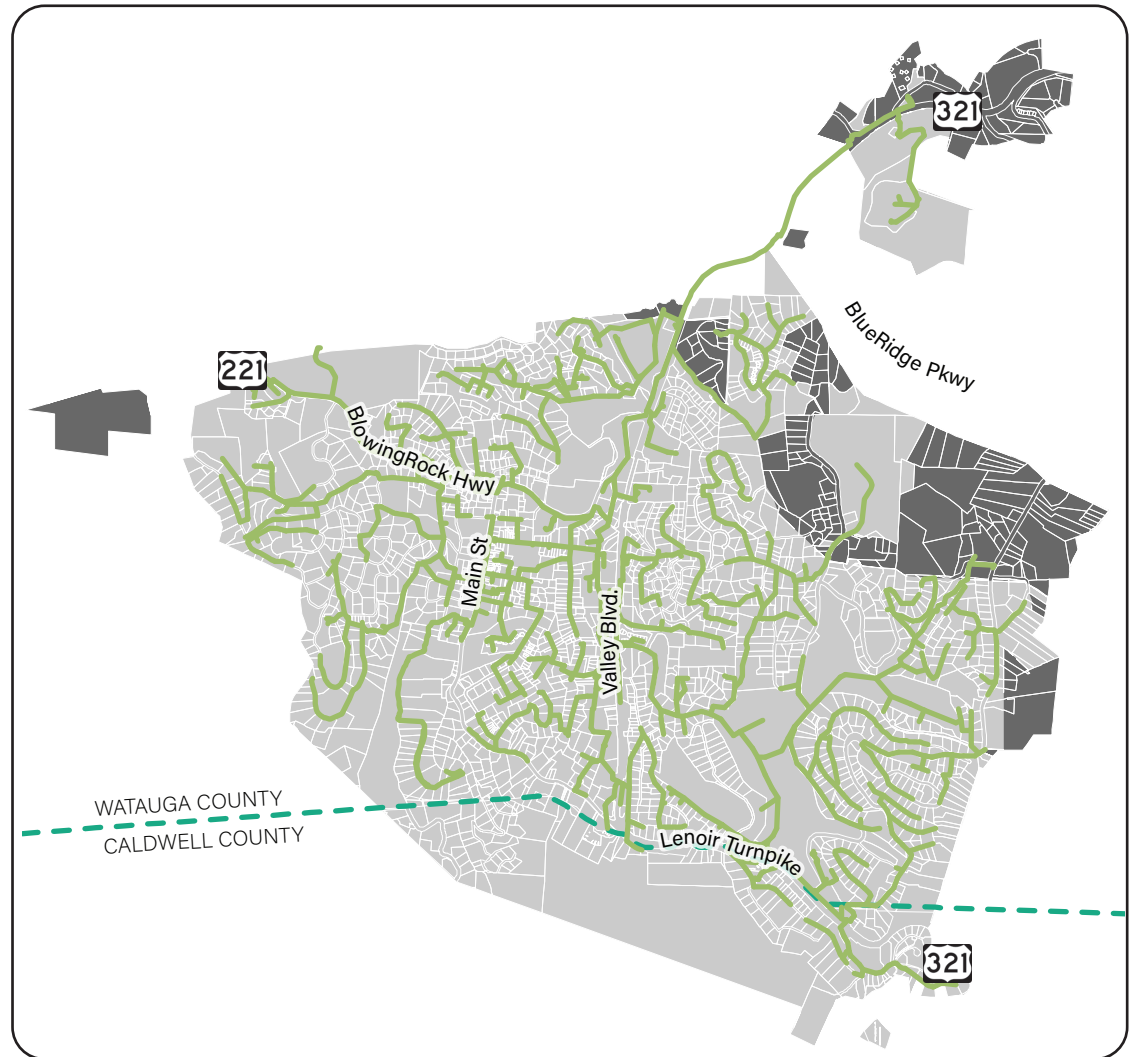 321
BlueRidge Pkwy
221
BlowingRock Hwy
Main St
Valley Blvd.
WATAUGA COUNTY
CALDWELL COUNTY
Lenoir Turnpike
321